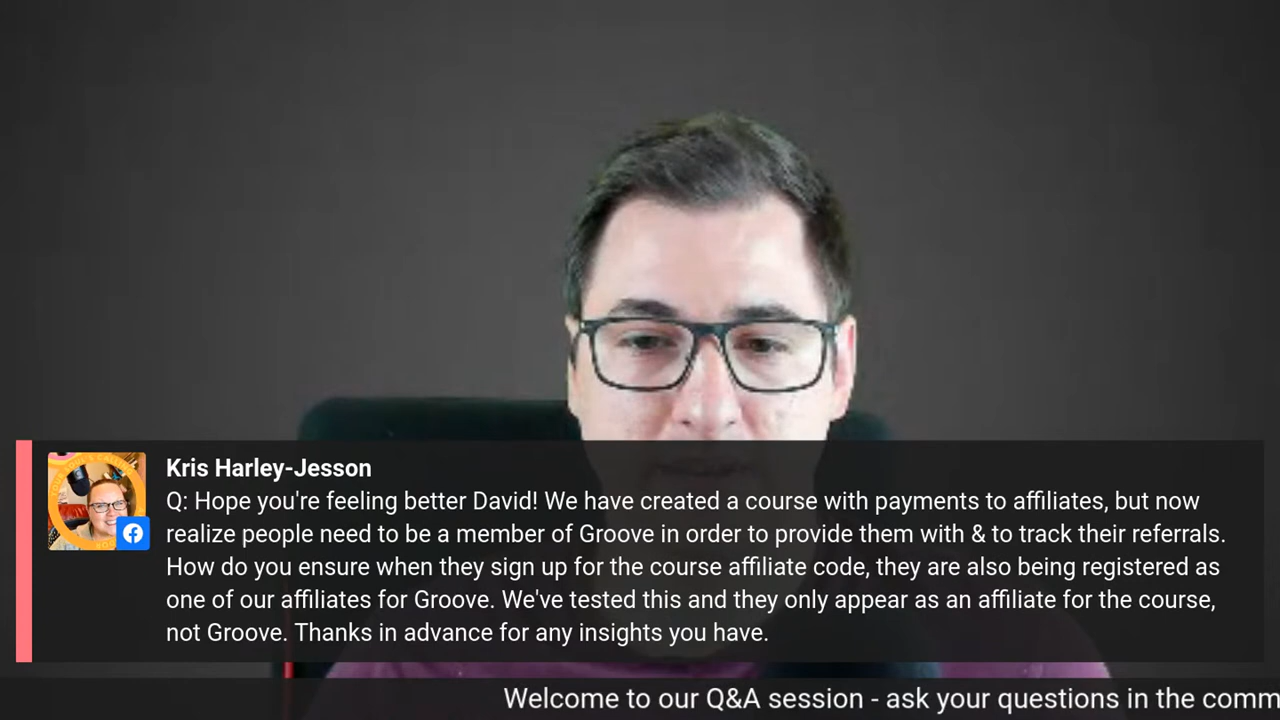 Kris Harley-Jesson
Q: Hope you're feeling better David! We have created a course with payments to affiliates, but now
realize people need to be a member of Groove in order to provide them with & to track their referrals.
How do you ensure when they sign up for the course affiliate code, they are also being registered as
one of our affiliates for Groove. We've tested this and they only appear as an affiliate for the course,
not Groove. Thanks in advance for any insights you have.
Welcome to our Q&A session - ask your questions in the comm